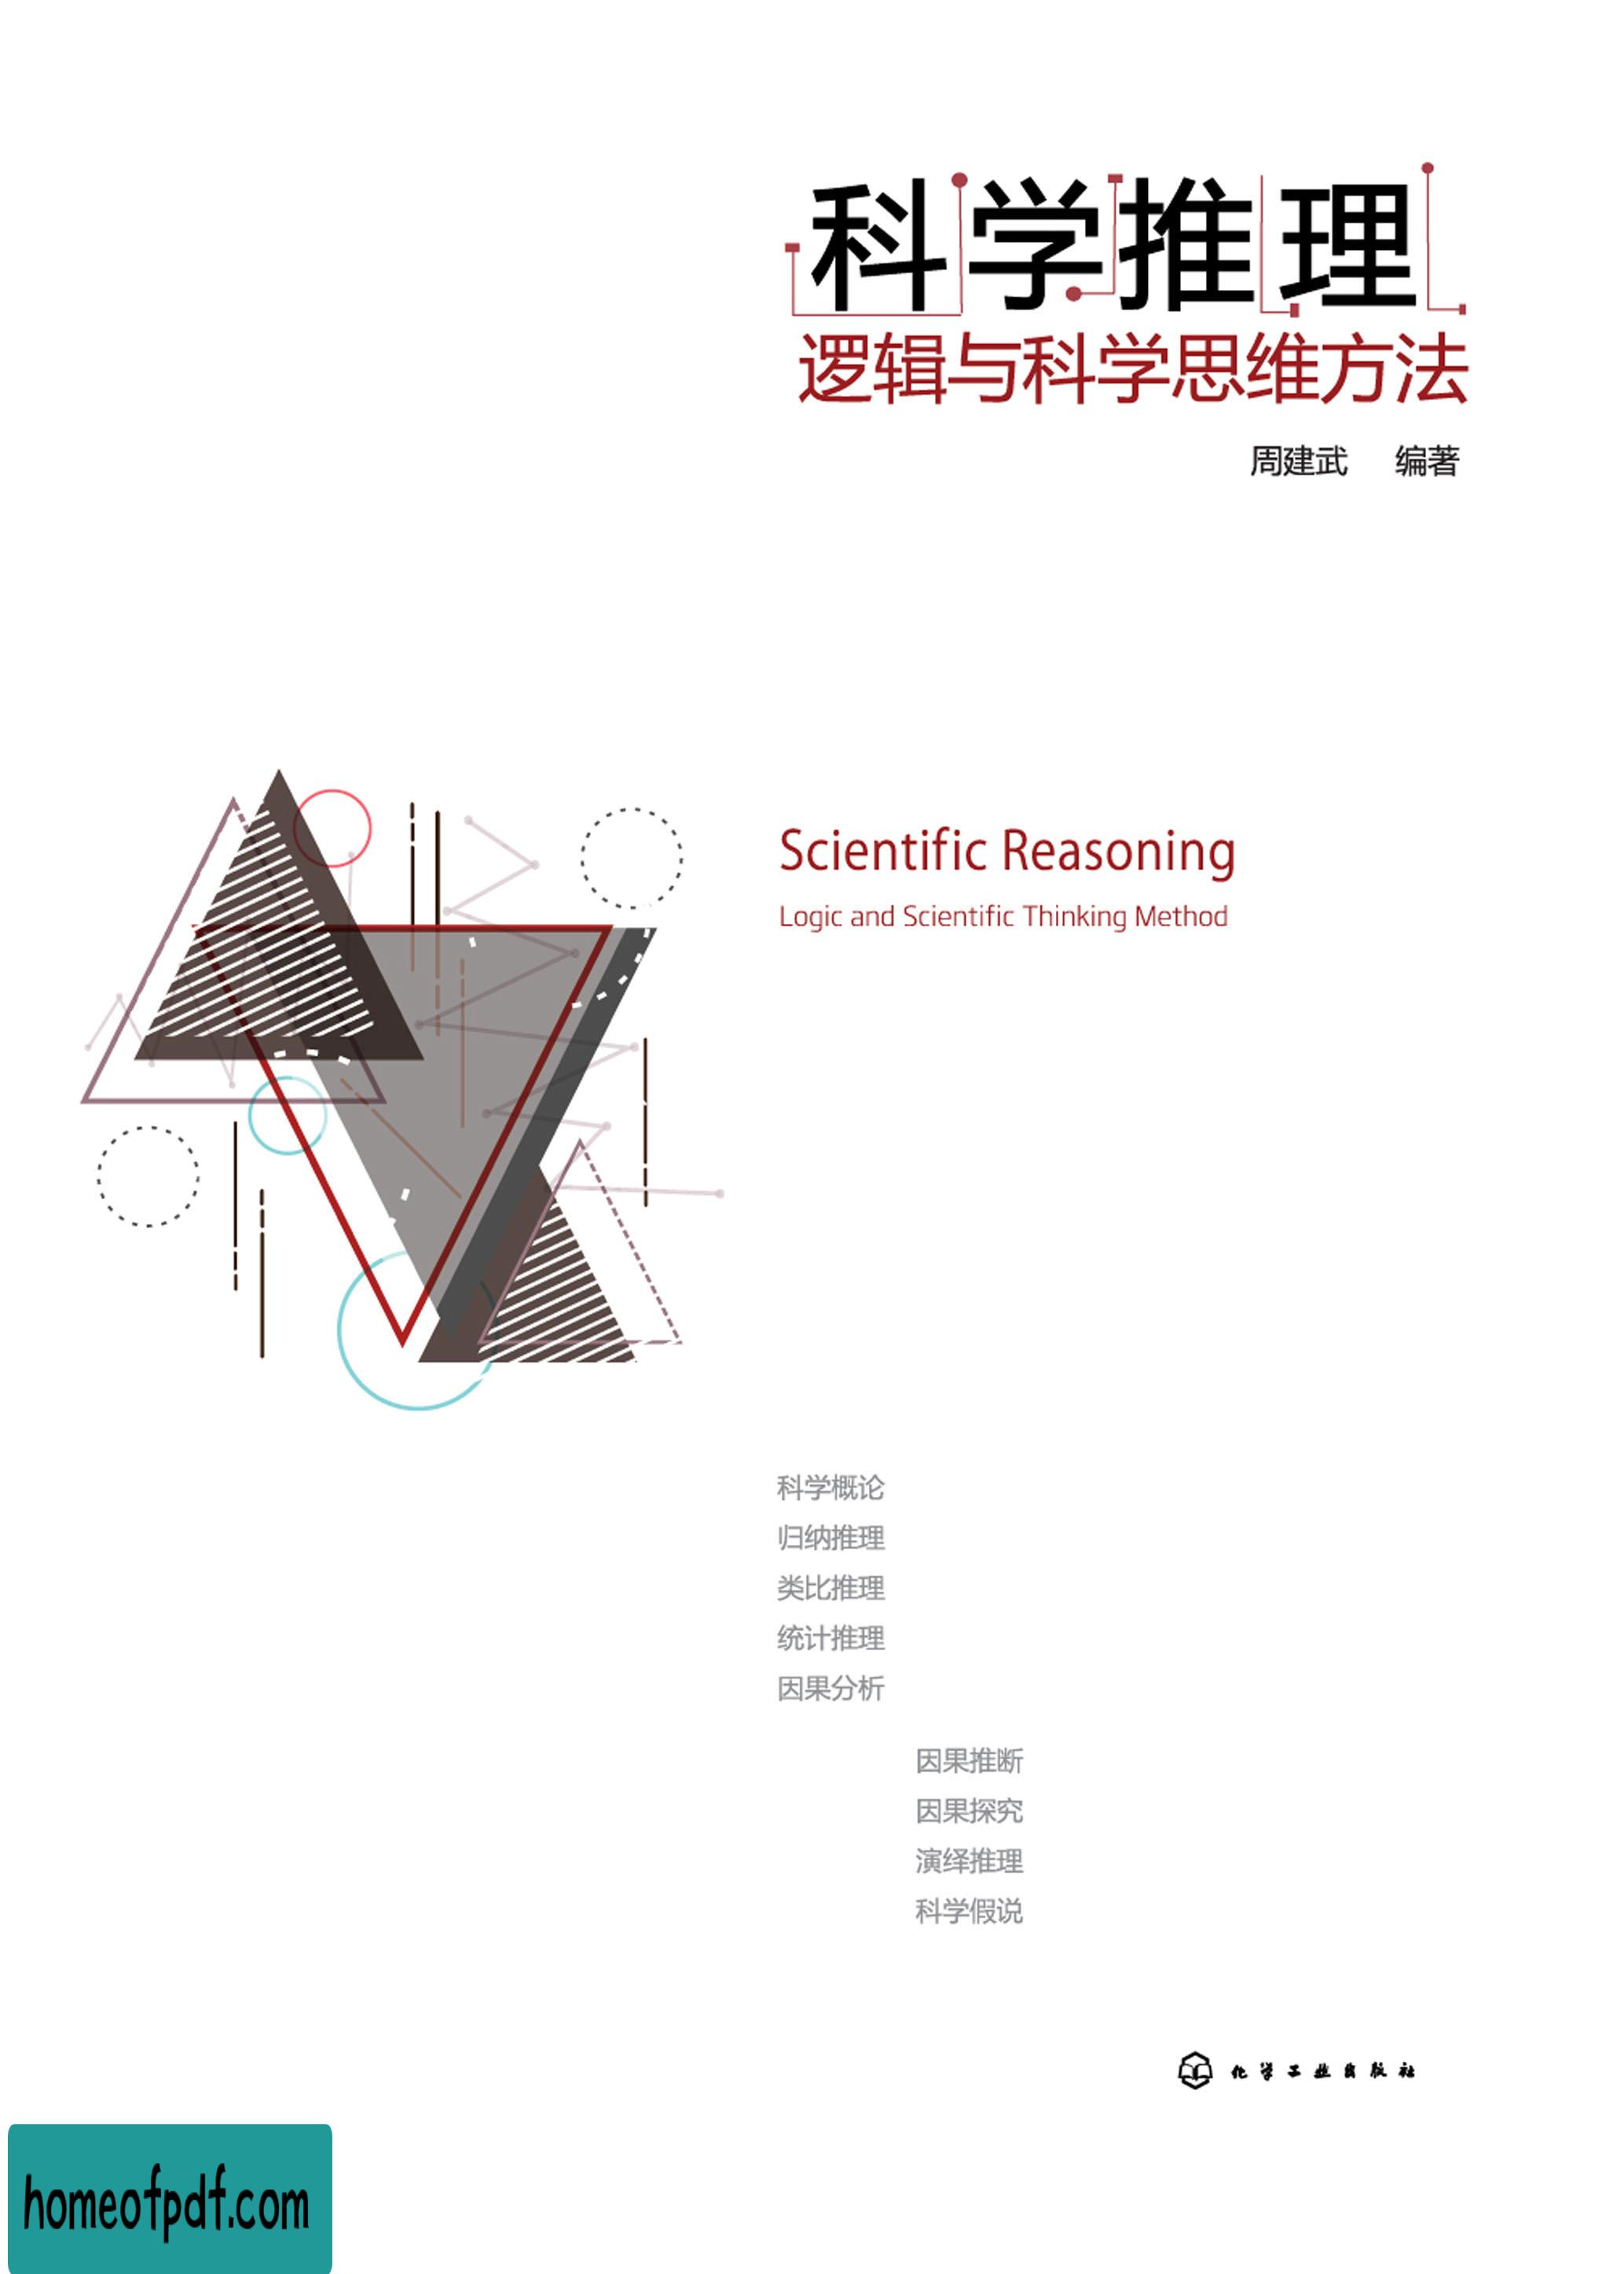 科学推理
逻辑与科学思维方法
周建武 编著
Scientific Reasoning
Logic and Scientific Thinking Method
科学概论
归纳推理
类比推理
统计推理
因果分析
因果推断
因果探究
演绎推理
科学假说
化学工业出版社
homeofpdf.com